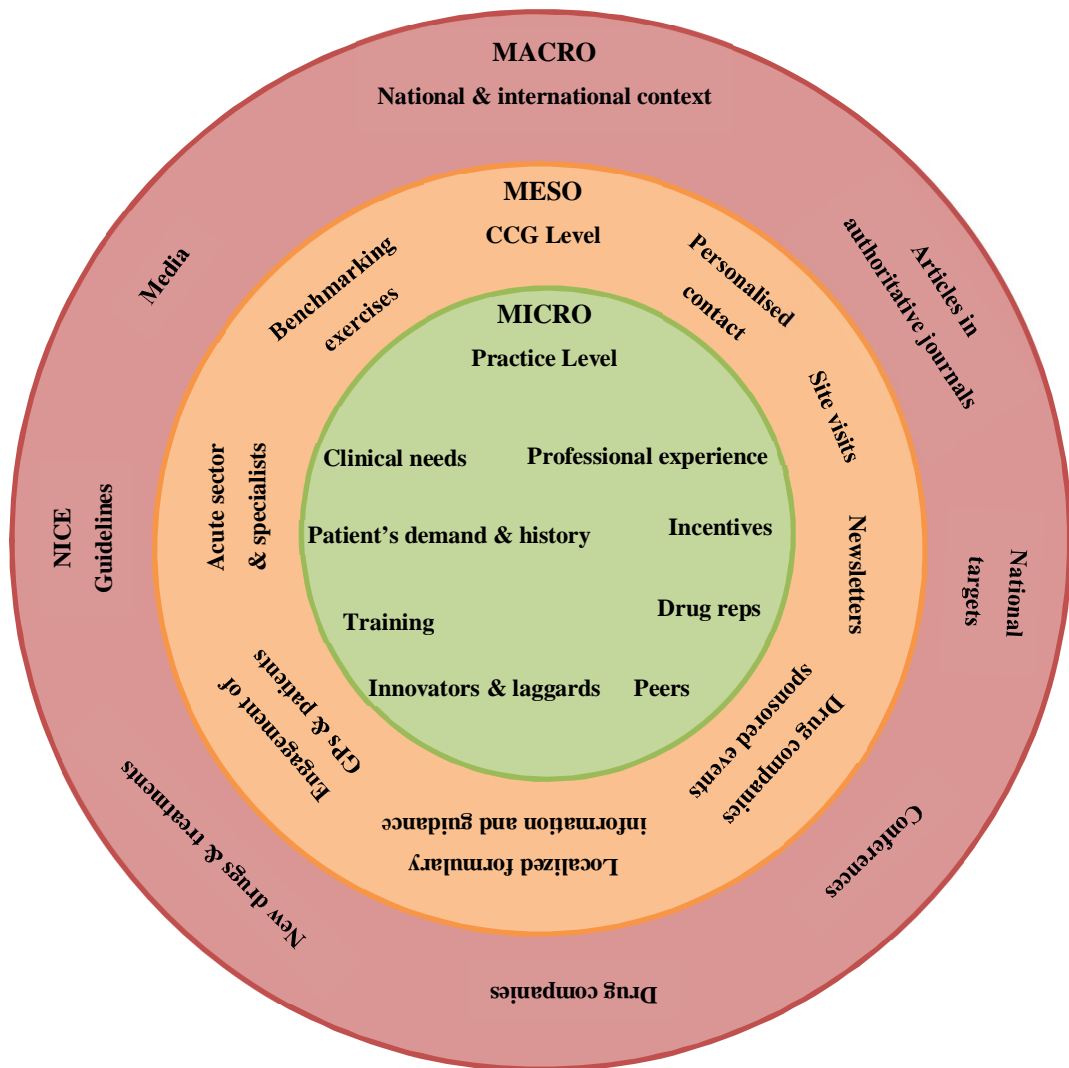 MACRO
National & international context
Media
Articles in
authoritative journals
NICE
Guidelines
National
targets
New drugs & treatments
Conferences
Drug companies
MESO
CCG Level
Benchmarking
exercises
Personalised
contact
Site visits
Acute sector
& specialists
Newsletters
Engagement of
GPs & patients
Drug companies
sponsored events
Localized formulary
information and guidance
MICRO
Practice Level
Clinical needs
Professional experience
Patient’s demand & history
Incentives
Training
Drug reps
Innovators & laggards
Peers